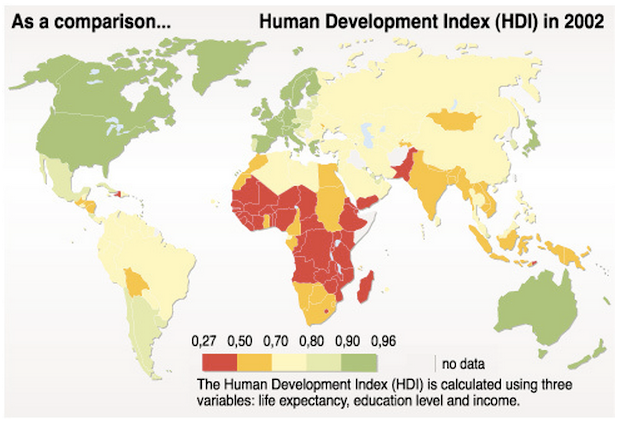 As a comparison...
Human Development Index (HDI) in 2002
0,27 0,50 0,70 0,80 0,90 0,96
no data
The Human Development Index (HDI) is calculated using three
variables: life expectancy, education level and income.